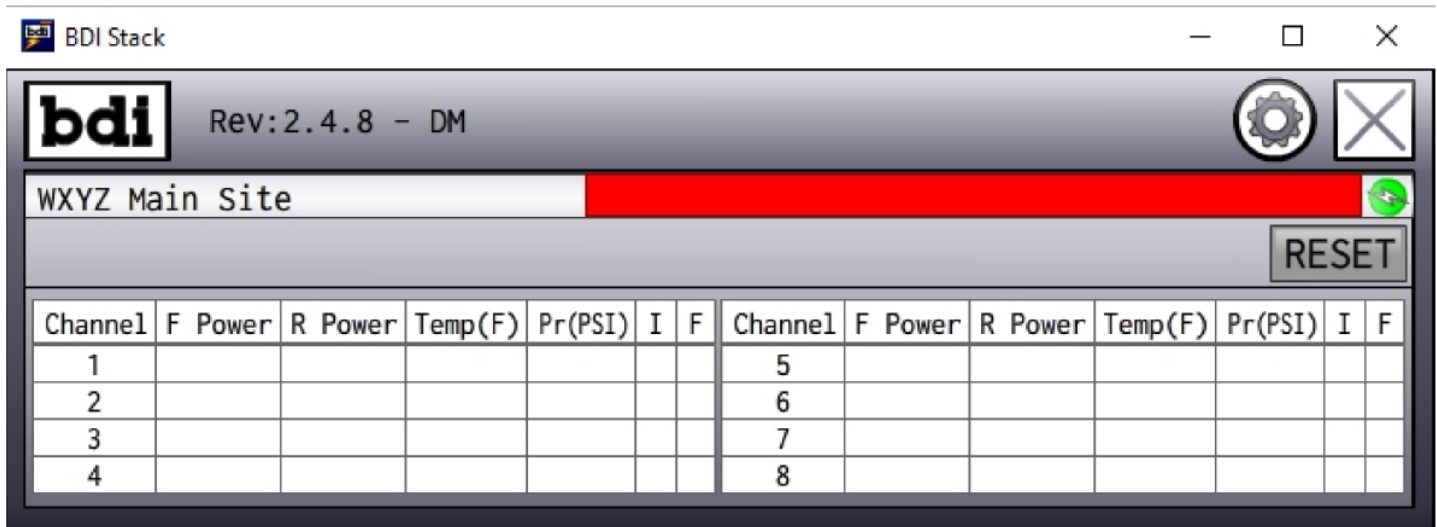 bdi BDI Stack
bdi Rev:2.4.8 - DM
WXYZ Main Site
RESET
Channel F Power R Power Temp(F) Pr(PSI) I F Channel F Power R Power Temp(F) Pr(PSI) I F
1 5
2 6
3 7
4 8